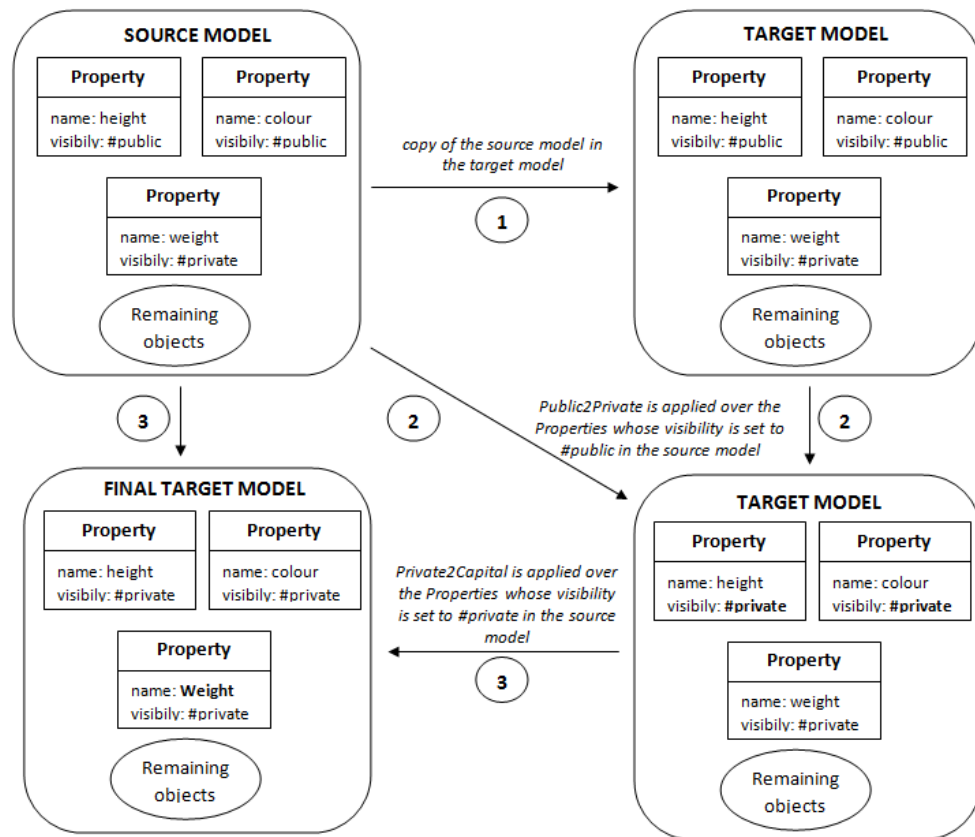 SOURCE MODEL
Property
name: height
visibily: #public
Property
name: colour
visibily: #public
Property
name: weight
visibily: #private
Remaining
objects
copy of the source model in
the target model
1
TARGET MODEL
Property
name: height
visibily: #public
Property
name: colour
visibily: #public
Property
name: weight
visibily: #private
Remaining
objects
3
2
Public2Private is applied over the
Properties whose visibility is set to
#public in the source model
2
FINAL TARGET MODEL
Property
name: height
visibily: #private
Property
name: colour
visibily: #private
Property
name: Weight
visibily: #private
Remaining
objects
Private2Capital is applied over
the Properties whose visibility
is set to #private in the source
model
3
TARGET MODEL
Property
name: height
visibily: #private
Property
name: colour
visibily: #private
Property
name: weight
visibily: #private
Remaining
objects